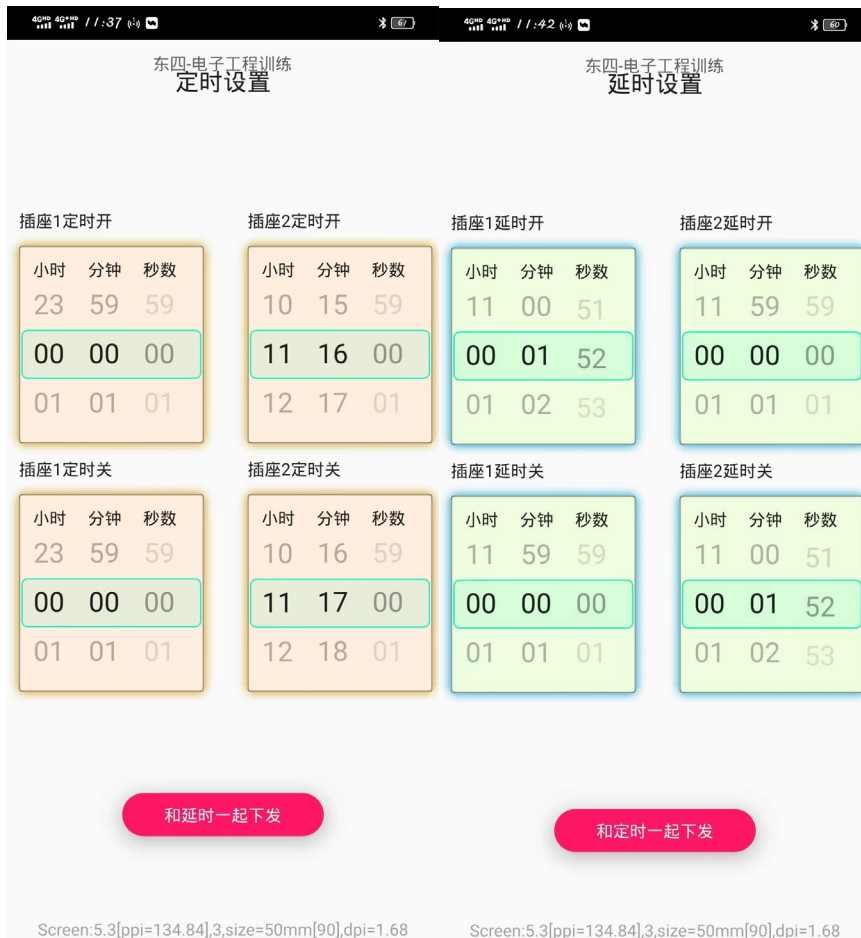 4GHD 4G+HD 11:37 67
东四-电子工程训练
定时设置
插座1定时开 插座2定时开
小时 分钟 秒数 小时 分钟 秒数
23 59 59 10 15 59
00 00 00 11 16 00
01 01 01 12 17 01
插座1定时关 插座2定时关
小时 分钟 秒数 小时 分钟 秒数
23 59 59 10 16 59
00 00 00 11 17 00
01 01 01 12 18 01
和延时一起下发
Screen:5.3[ppi=134.84],3,size=50mm[90],dpi=1.68
4GHD 4G+HD 11:42 60
东四-电子工程训练
延时设置
插座1延时开 插座2延时开
小时 分钟 秒数 小时 分钟 秒数
11 00 51 11 59 59
00 01 52 00 00 00
01 02 53 01 01 01
插座1延时关 插座2延时关
小时 分钟 秒数 小时 分钟 秒数
11 59 59 11 00 51
00 00 00 00 01 52
01 01 01 01 02 53
和定时一起下发
Screen:5.3[ppi=134.84],3,size=50mm[90],dpi=1.68